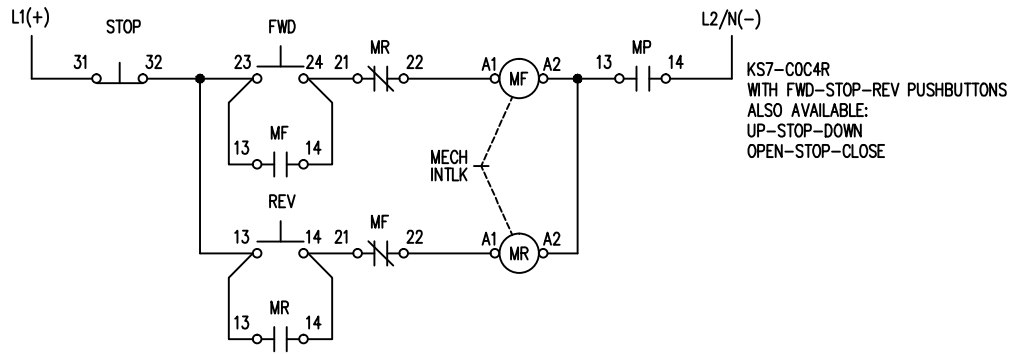 L1(+)
L2/N(-)
STOP
FWD
31
32
23
24
21
MR
22
A1
MF
A2
13
MP
14
KS7-C0C4R
WITH FWD-STOP-REV PUSHBUTTONS
ALSO AVAILABLE:
UP-STOP-DOWN
OPEN-STOP-CLOSE
13
MF
14
MECH
INTLK
REV
13
14
21
MF
22
A1
MR
A2
13
MR
14